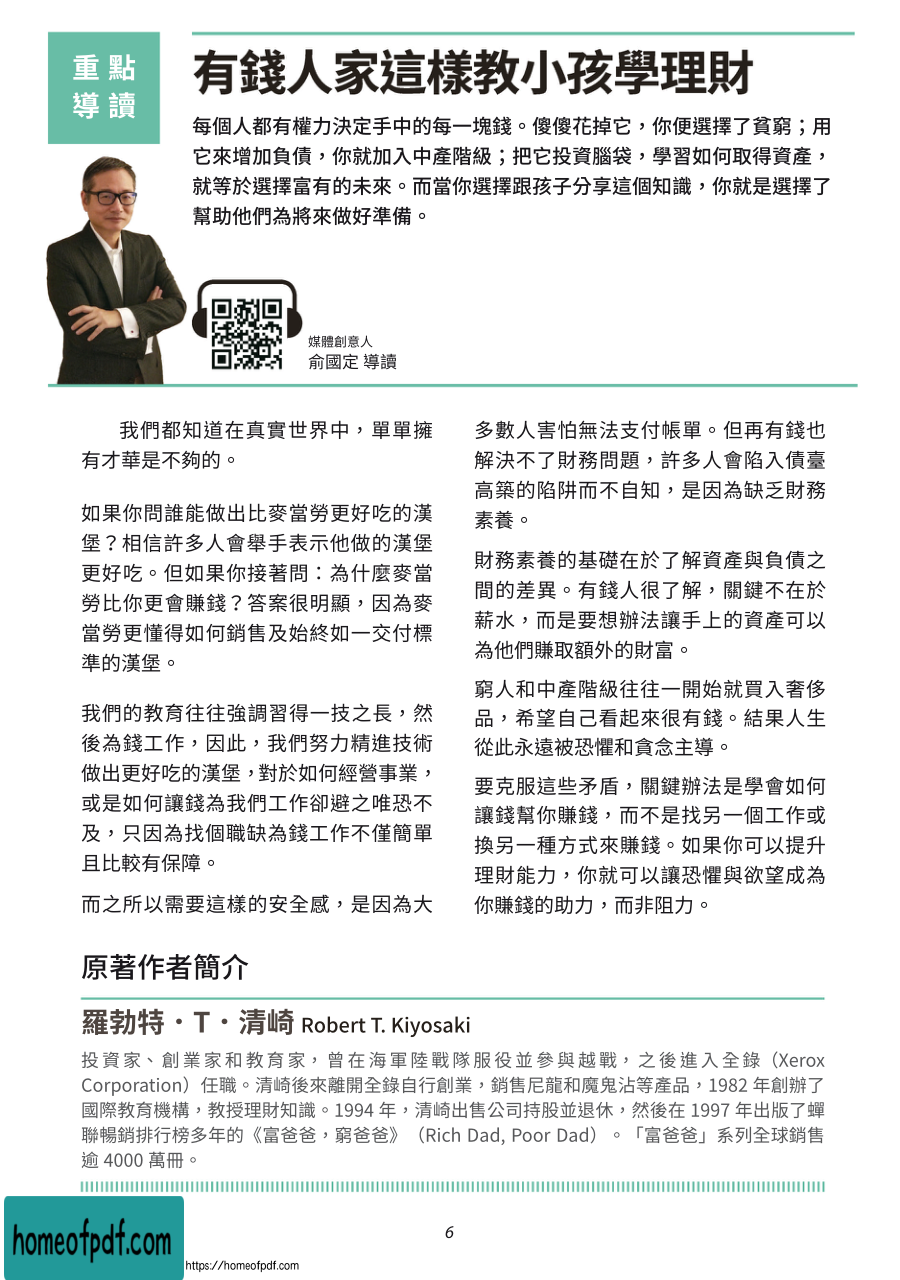 重點
導讀
有錢人家這樣教小孩學理財
每個人都有權力決定手中的每一塊錢。傻傻花掉它，你便選擇了貧窮；用
它來增加負債，你就加入中產階級；把它投資腦袋，學習如何取得資產，
就等於選擇富有的未來。而當你選擇跟孩子分享這個知識，你就是選擇了
幫助他們為將來做好準備。
媒體創意人
俞國定 導讀
我們都知道在真實世界中，單單擁
有才華是不夠的。
如果你問誰能做出比麥當勞更好吃的漢
堡？相信許多人會舉手表示他做的漢堡
更好吃。但如果你接著問：為什麼麥當
勞比你更會賺錢？答案很明顯，因為麥
當勞更懂得如何銷售及始終如一交付標
準的漢堡。
我們的教育往往強調習得一技之長，然
後為錢工作，因此，我們努力精進技術
做出更好吃的漢堡，對於如何經營事業，
或是如何讓錢為我們工作卻避之唯恐不
及，只因為找個職缺為錢工作不僅簡單
且比較有保障。
而之所以需要這樣的安全感，是因為大
多數人害怕無法支付帳單。但再有錢也
解決不了財務問題，許多人會陷入債臺
高築的陷阱而不自知，是因為缺乏財務
素養。
財務素養的基礎在於了解資產與負債之
間的差異。有錢人很了解，關鍵不在於
薪水，而是要想辦法讓手上的資產可以
為他們賺取額外的財富。
窮人和中產階級往往一開始就買入奢侈
品，希望自己看起來很有錢。結果人生
從此永遠被恐懼和貪念主導。
要克服這些矛盾，關鍵辦法是學會如何
讓錢幫你賺錢，而不是找另一個工作或
換另一種方式來賺錢。如果你可以提升
理財能力，你就可以讓恐懼與欲望成為
你賺錢的助力，而非阻力。
原著作者簡介
羅勃特・T・清崎 Robert T. Kiyosaki
投資家、創業家和教育家，曾在海軍陸戰隊服役並參與越戰，之後進入全錄（Xerox
Corporation）任職。清崎後來離開全錄自行創業，銷售尼龍和魔鬼沾等產品，1982 年創辦了
國際教育機構，教授理財知識。1994 年，清崎出售公司持股並退休，然後在 1997 年出版了蟬
聯暢銷排行榜多年的《富爸爸，窮爸爸》（Rich Dad, Poor Dad）。「富爸爸」系列全球銷售
逾 4000 萬冊。
6
homeofpdf.com
https://homeofpdf.com